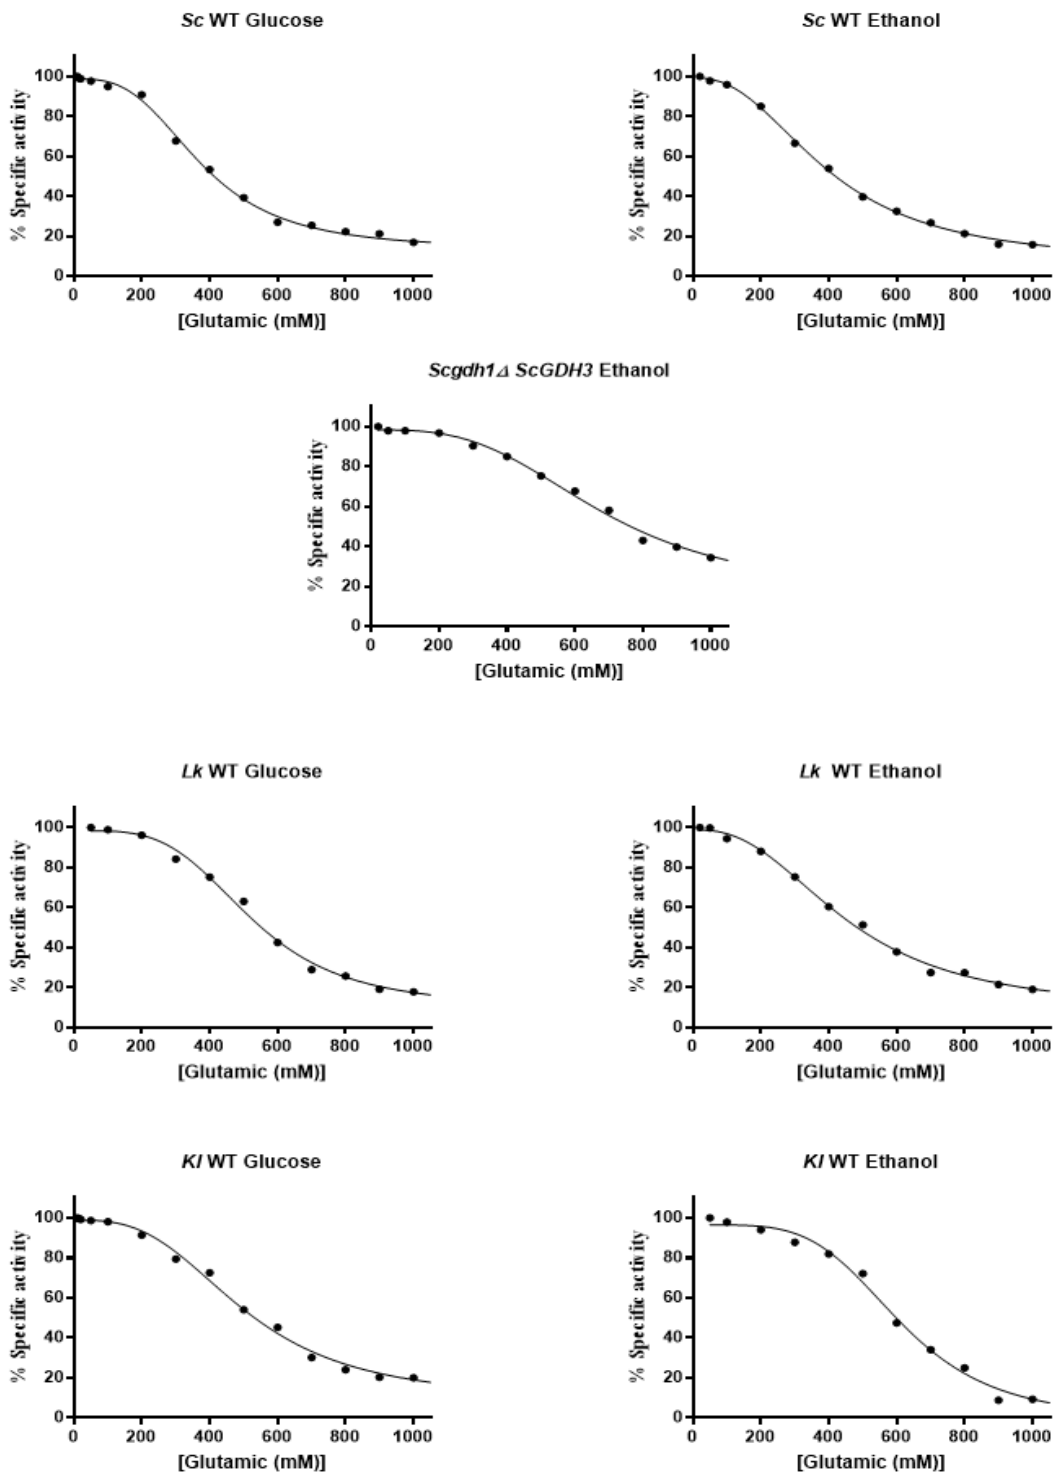 Sc WT Glucose
Sc WT Ethanol
% Specific activity
100
80
60
40
20
0
0 200 400 600 800 1000
[Glutamic (mM)]
% Specific activity
100
80
60
40
20
0
0 200 400 600 800 1000
[Glutamic (mM)]
Scgdh1Δ ScGDH3 Ethanol
% Specific activity
100
80
60
40
20
0
0 200 400 600 800 1000
[Glutamic (mM)]
Lk WT Glucose
Lk WT Ethanol
% Specific activity
100
80
60
40
20
0
0 200 400 600 800 1000
[Glutamic (mM)]
% Specific activity
100
80
60
40
20
0
0 200 400 600 800 1000
[Glutamic (mM)]
Kl WT Glucose
Kl WT Ethanol
% Specific activity
100
80
60
40
20
0
0 200 400 600 800 1000
[Glutamic (mM)]
% Specific activity
100
80
60
40
20
0
0 200 400 600 800 1000
[Glutamic (mM)]